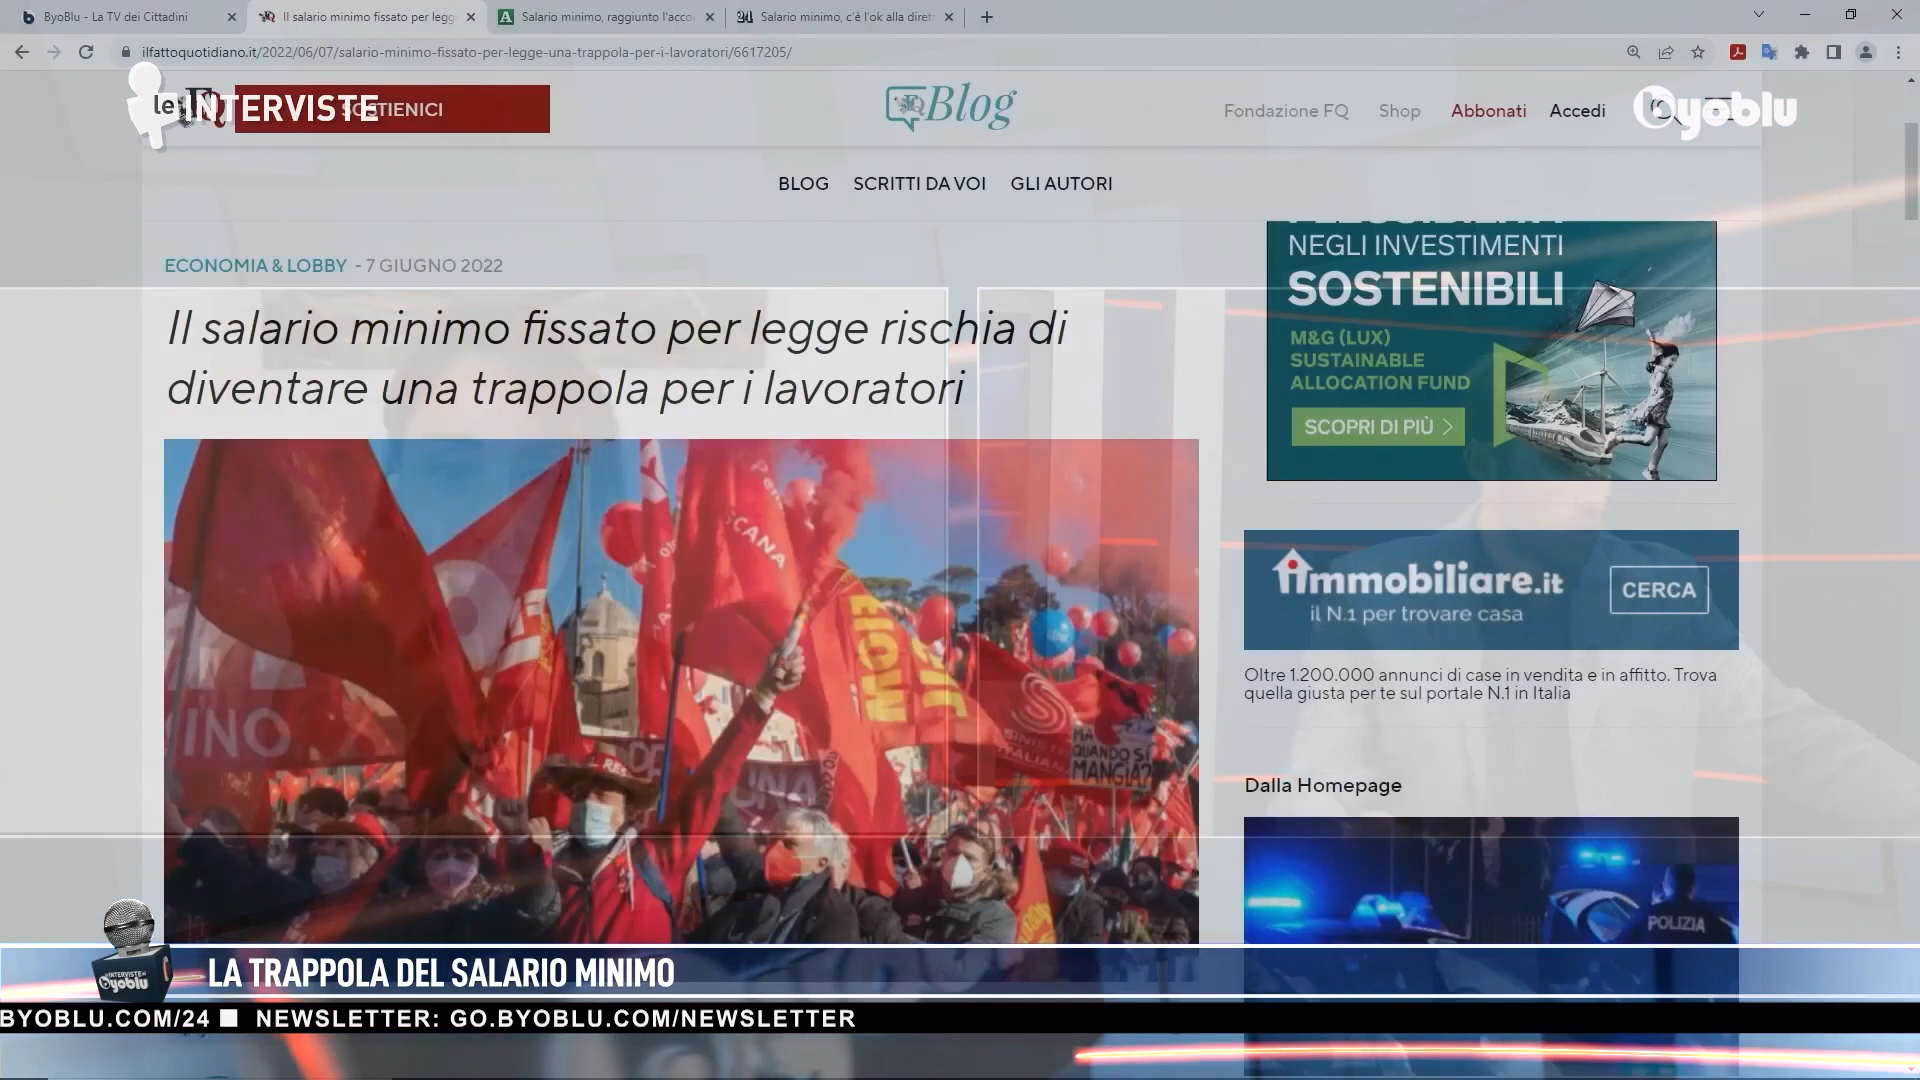 ByoBlu - La TV dei Cittadini
Il salario minimo fissato per legg
Salario minimo, raggiunto l'acco
Salario minimo, c'è l'ok alla diret
ilfattoquotidiano.it/2022/06/07/salario-minimo-fissato-per-legge-una-trappola-per-i-lavoratori/6617205/
le INTERVISTE
SOSTIENICI
Blog
Fondazione FQ
Shop
Abbonati
Accedi
byoblu
BLOG
SCRITTI DA VOI
GLI AUTORI
ECONOMIA & LOBBY - 7 GIUGNO 2022
Il salario minimo fissato per legge rischia di
diventare una trappola per i lavoratori
NEGLI INVESTIMENTI
SOSTENIBILI
M&G (LUX)
SUSTAINABLE
ALLOCATION FUND
SCOPRI DI PIÙ
immobiliare.it
il N.1 per trovare casa
CERCA
Oltre 1.200.000 annunci di case in vendita e in affitto. Trova
quella giusta per te sul portale N.1 in Italia
Dalla Homepage
SCANA
INO
MA
QUANDO SI
MANGIA?
POLIZIA
INTERVISTE
byoblu
LA TRAPPOLA DEL SALARIO MINIMO
BYOBLU.COM/24 ■ NEWSLETTER: GO.BYOBLU.COM/NEWSLETTER